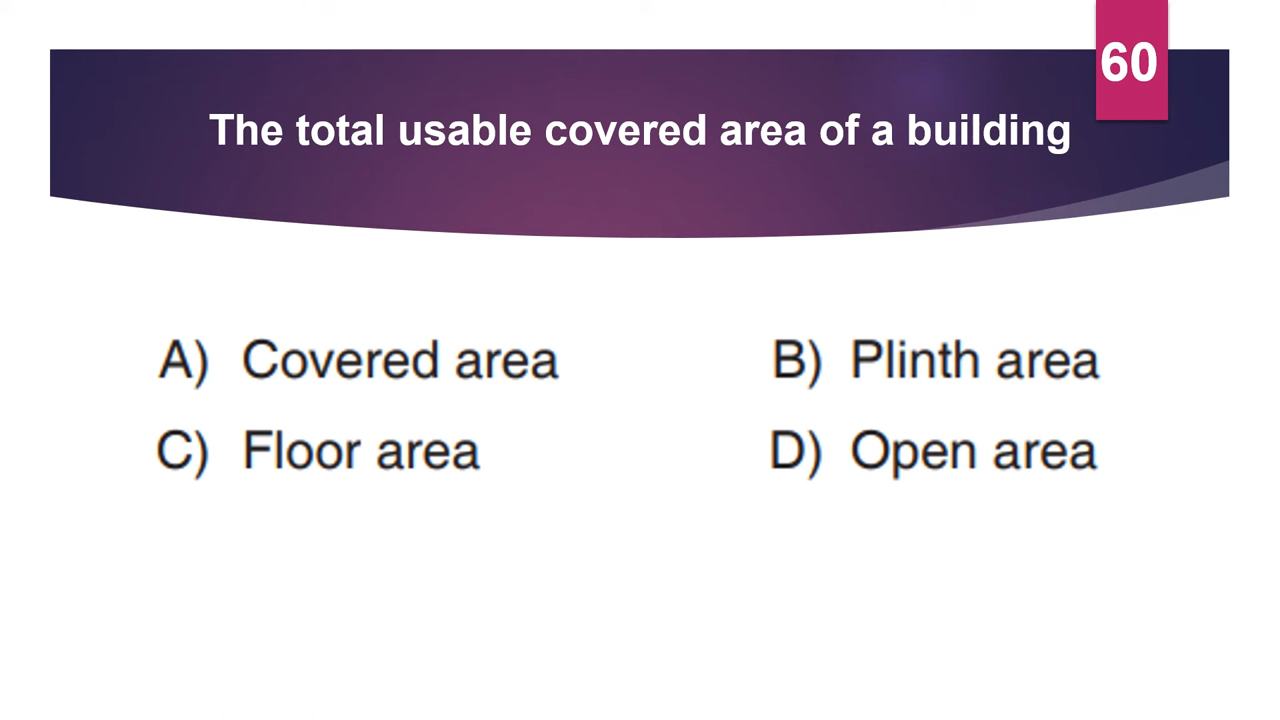 60
The total usable covered area of a building
A) Covered area B) Plinth area
C) Floor area D) Open area